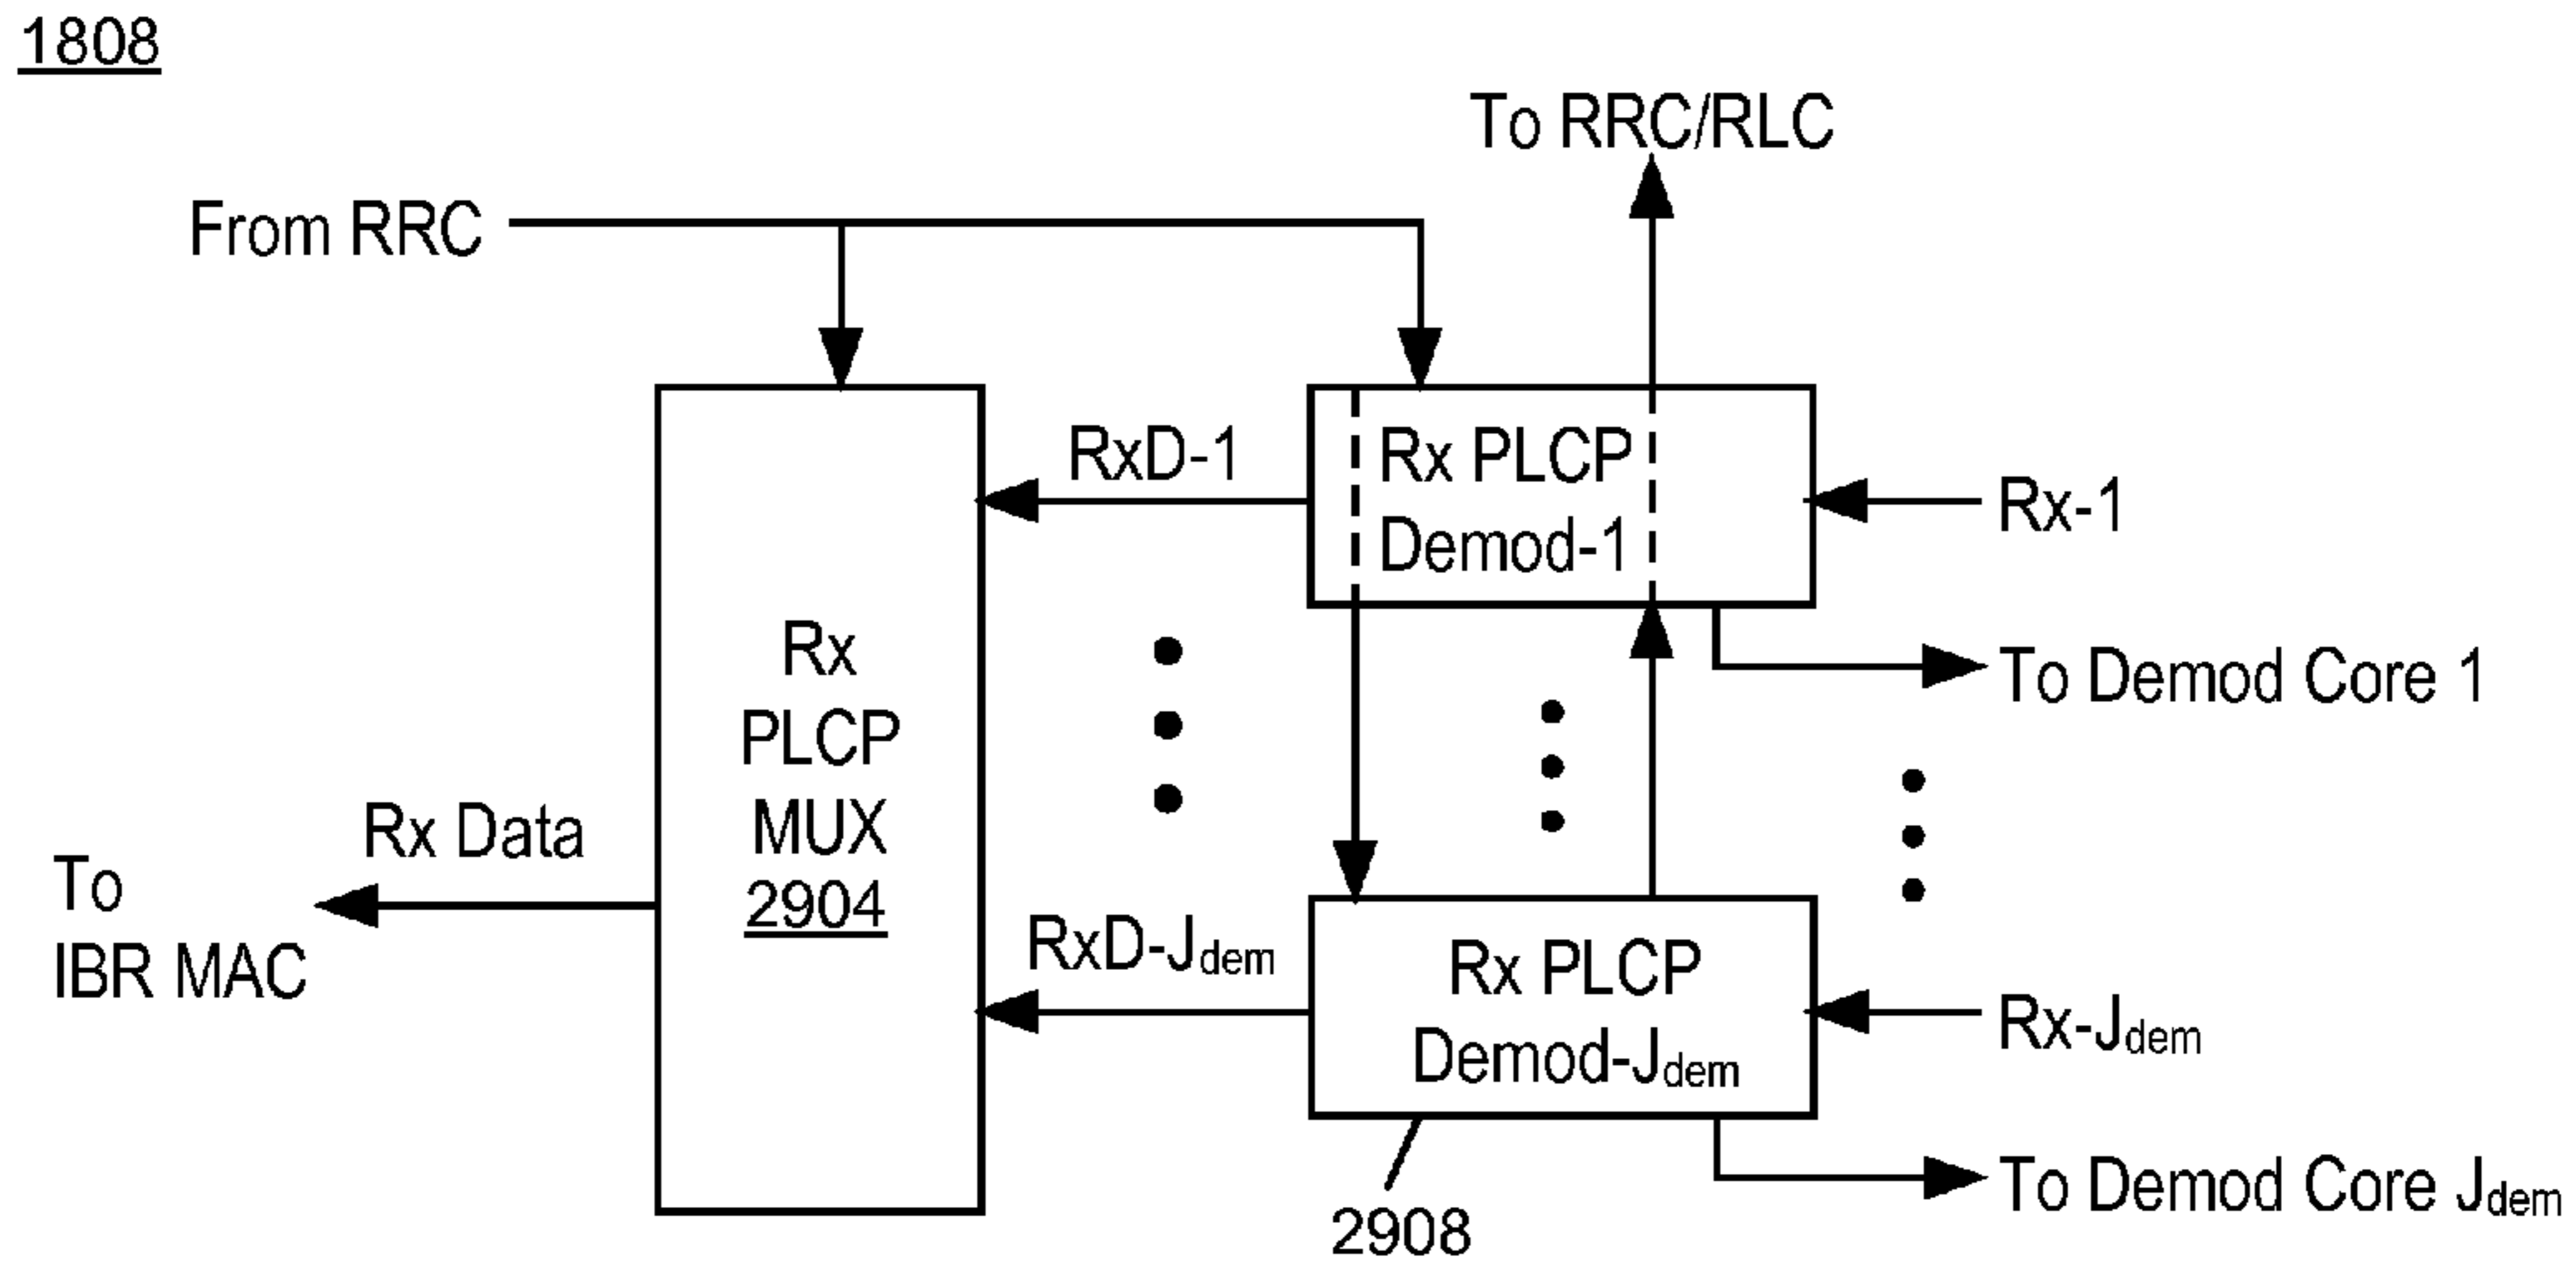 1808
To RRC/RLC
From RRC
RxD-1
Rx PLCP
Demod-1
Rx-1
To Demod Core 1
Rx
PLCP
MUX
2904
Rx Data
To
IBR MAC
RxD-Jdem
Rx PLCP
Demod-Jdem
Rx-Jdem
To Demod Core Jdem
2908